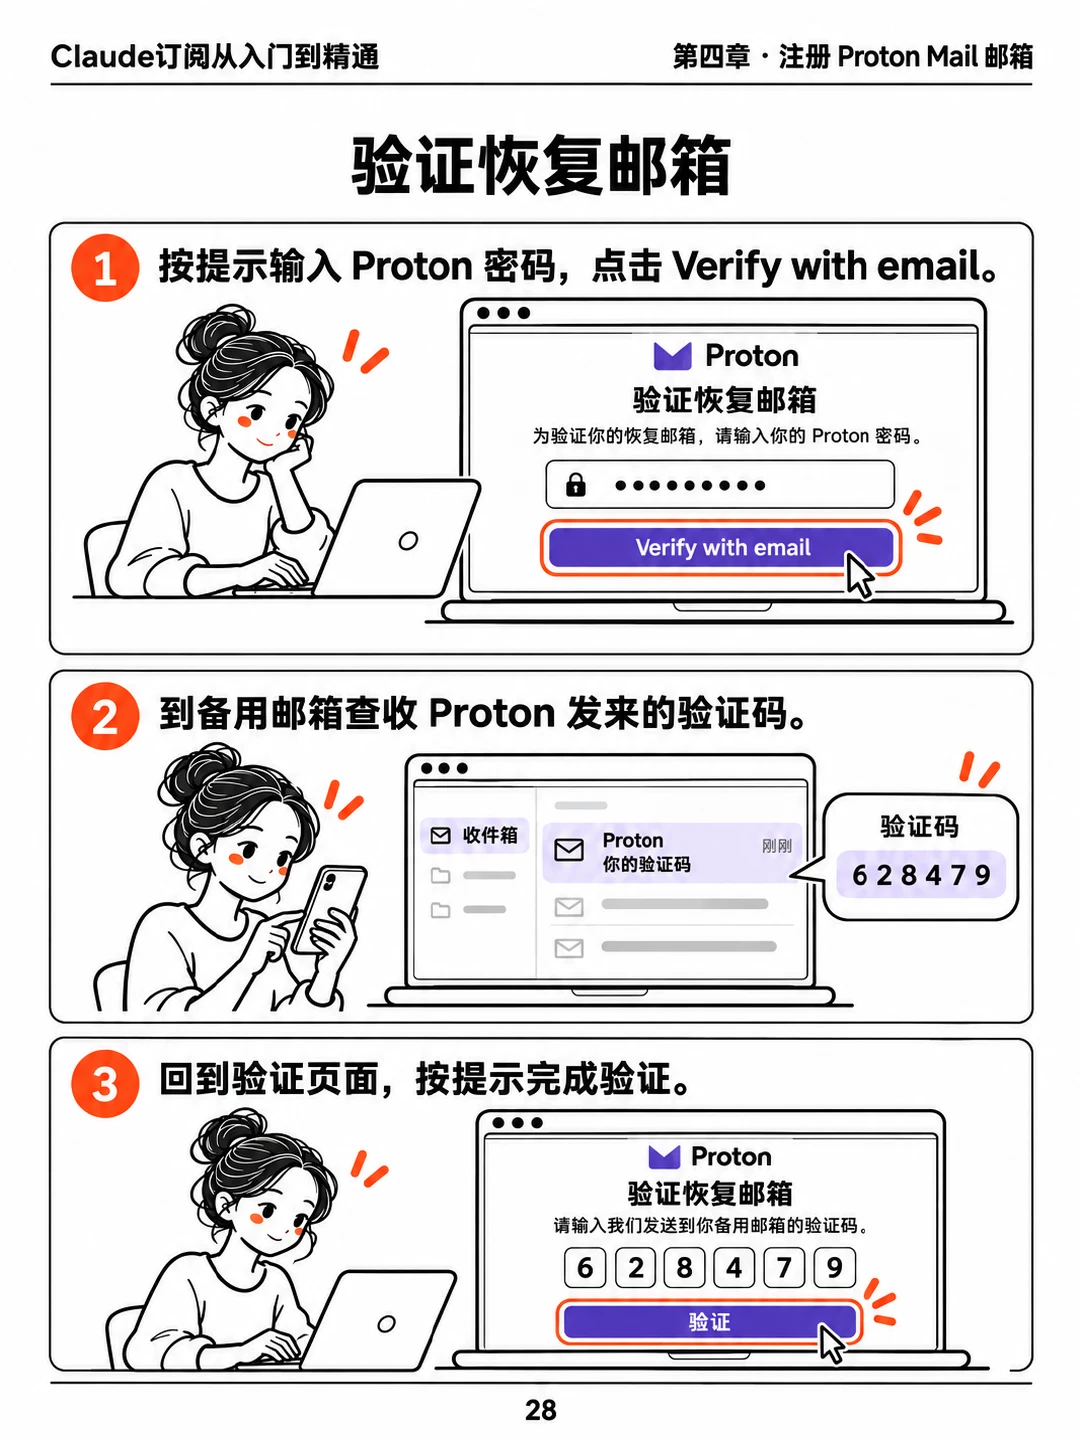 Claude订阅从入门到精通
第四章 · 注册 Proton Mail 邮箱
验证恢复邮箱
1 按提示输入 Proton 密码，点击 Verify with email。
Proton
验证恢复邮箱
为验证你的恢复邮箱，请输入你的 Proton 密码。
Verify with email
2 到备用邮箱查收 Proton 发来的验证码。
收件箱
Proton
刚刚
你的验证码
验证码
628479
3 回到验证页面，按提示完成验证。
Proton
验证恢复邮箱
请输入我们发送到你备用邮箱的验证码。
6 2 8 4 7 9
验证
28